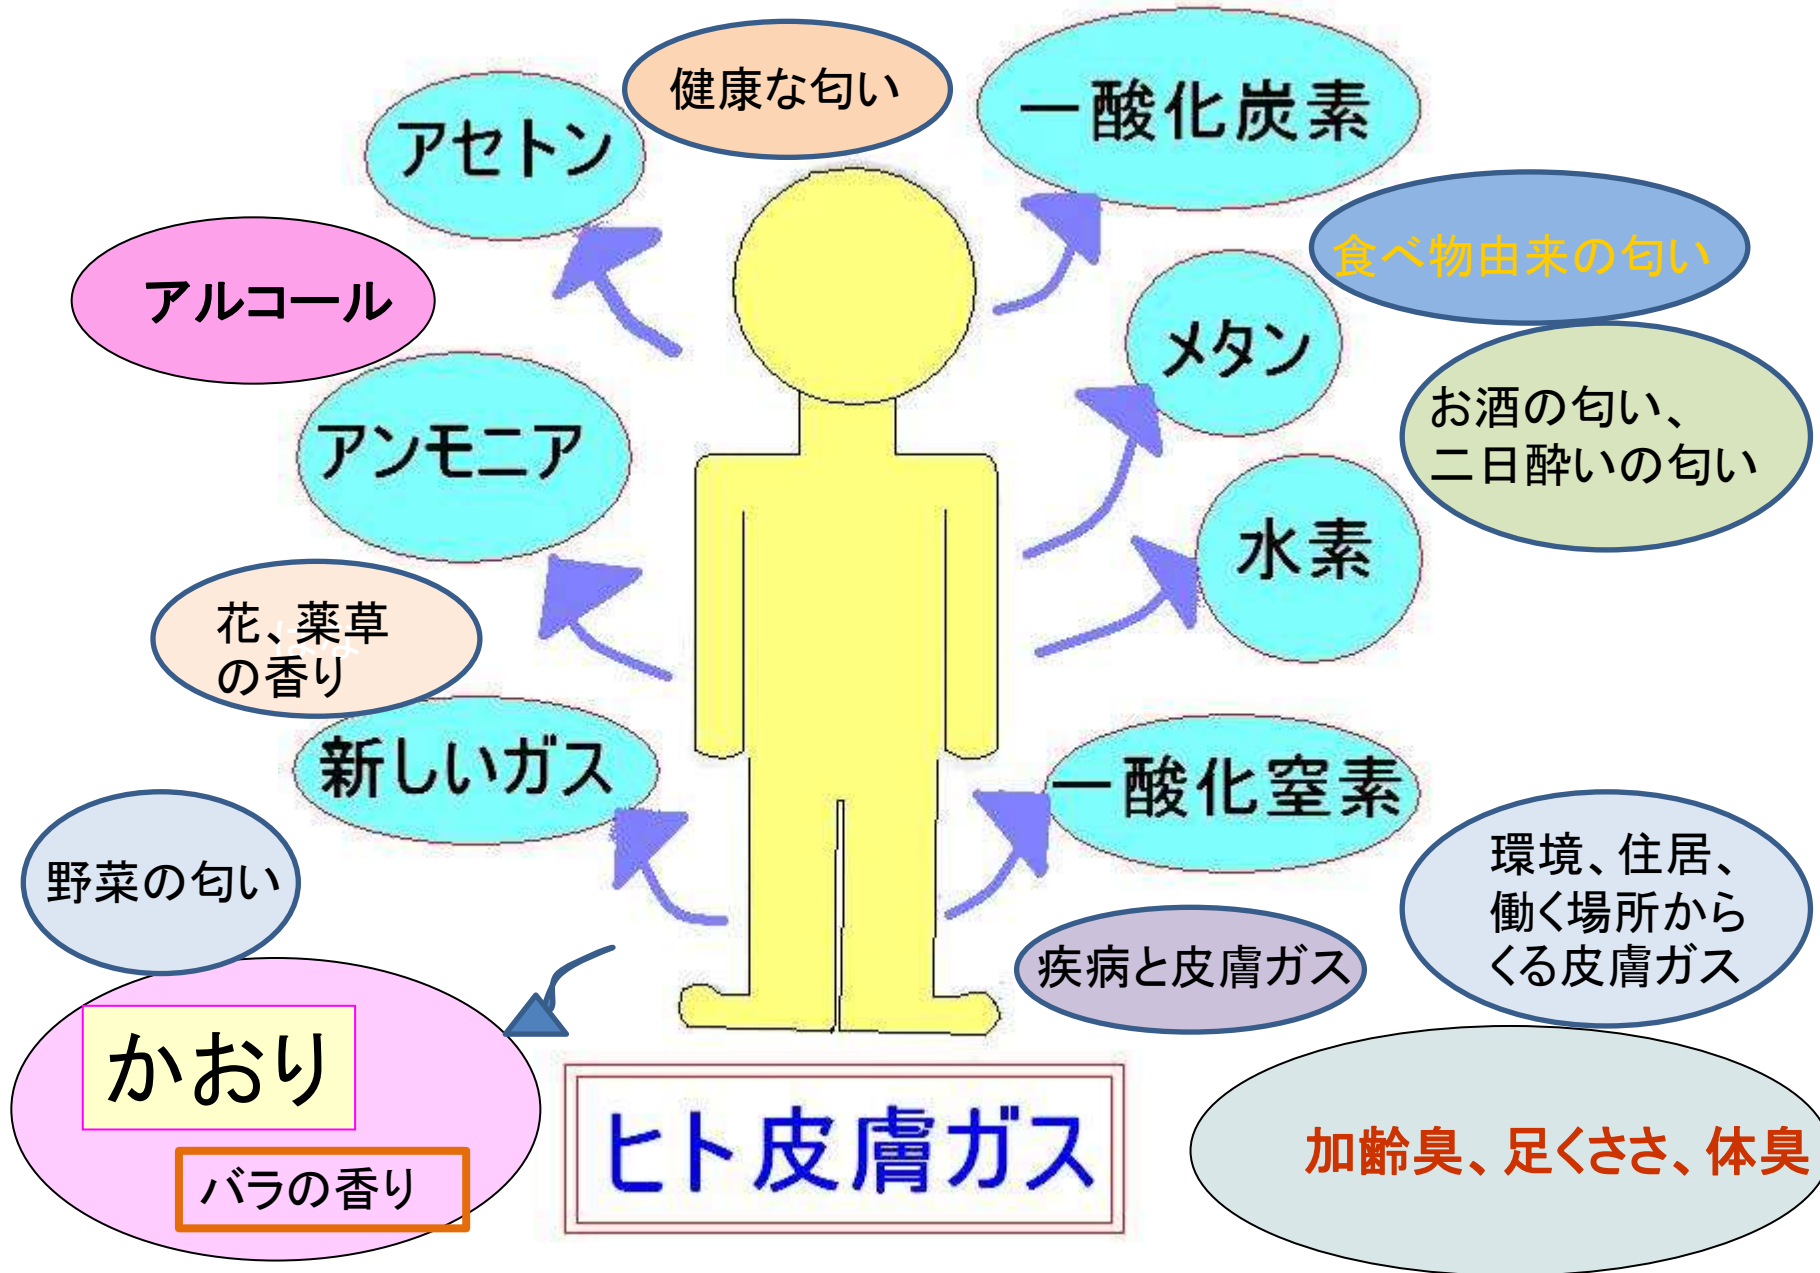 健康な匂い
一酸化炭素
アセトン
食べ物由来の匂い
アルコール
メタン
お酒の匂い、
二日酔いの匂い
アンモニア
水素
花、薬草
の香り
はな
新しいガス
一酸化窒素
野菜の匂い
環境、住居、
働く場所から
くる皮膚ガス
疾病と皮膚ガス
かおり
バラの香り
ヒト皮膚ガス
加齢臭、足くささ、体臭